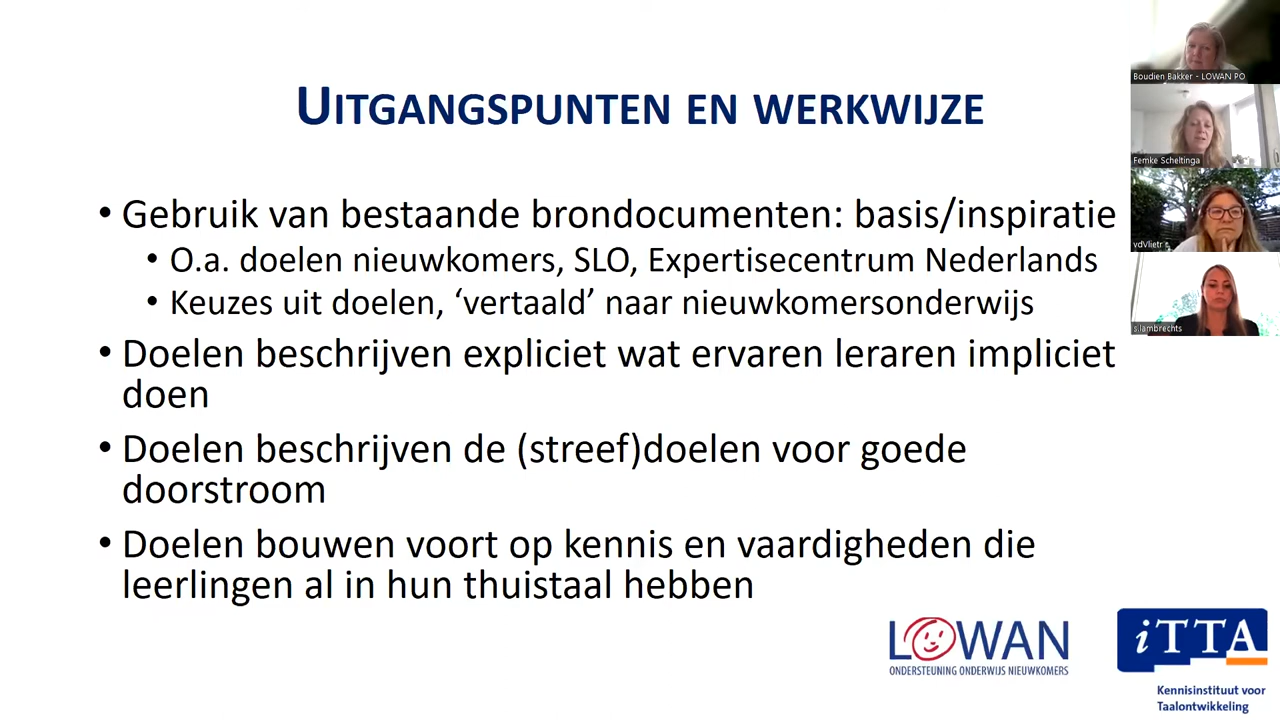 UITGANGSPUNTEN EN WERKWIJZE
• Gebruik van bestaande brondocumenten: basis/inspiratie
• O.a. doelen nieuwkomers, SLO, Expertisecentrum Nederlands
• Keuzes uit doelen, ‘vertaald’ naar nieuwkomersonderwijs
• Doelen beschrijven expliciet wat ervaren leraren impliciet
doen
• Doelen beschrijven de (streef)doelen voor goede
doorstroom
• Doelen bouwen voort op kennis en vaardigheden die
leerlingen al in hun thuistaal hebben
Boudien Bakker - LOWAN PO
Femke Scheltinga
vdVlietr
s.lambrechts
LOWAN
ONDERSTEUNING ONDERWIJS NIEUWKOMERS
iTTA
Kennisinstituut voor
Taalontwikkeling